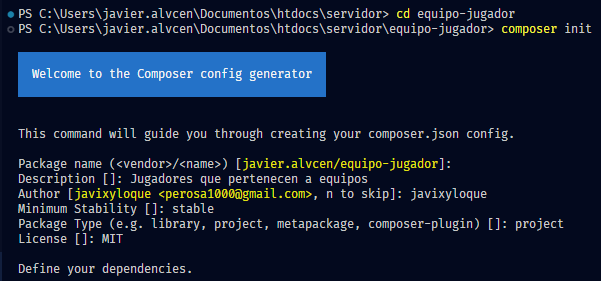 PS C:\Users\javier.alvcen\Documentos\htdocs\servidor> cd equipo-jugador
PS C:\Users\javier.alvcen\Documentos\htdocs\servidor\equipo-jugador> composer init
Welcome to the Composer config generator
This command will guide you through creating your composer.json config.
Package name (<vendor>/<name>) [javier.alvcen/equipo-jugador]:
Description []: Jugadores que pertenecen a equipos
Author [javixyloque <perosa1000@gmail.com>, n to skip]: javixyloque
Minimum Stability []: stable
Package Type (e.g. library, project, metapackage, composer-plugin) []: project
License []: MIT
Define your dependencies.